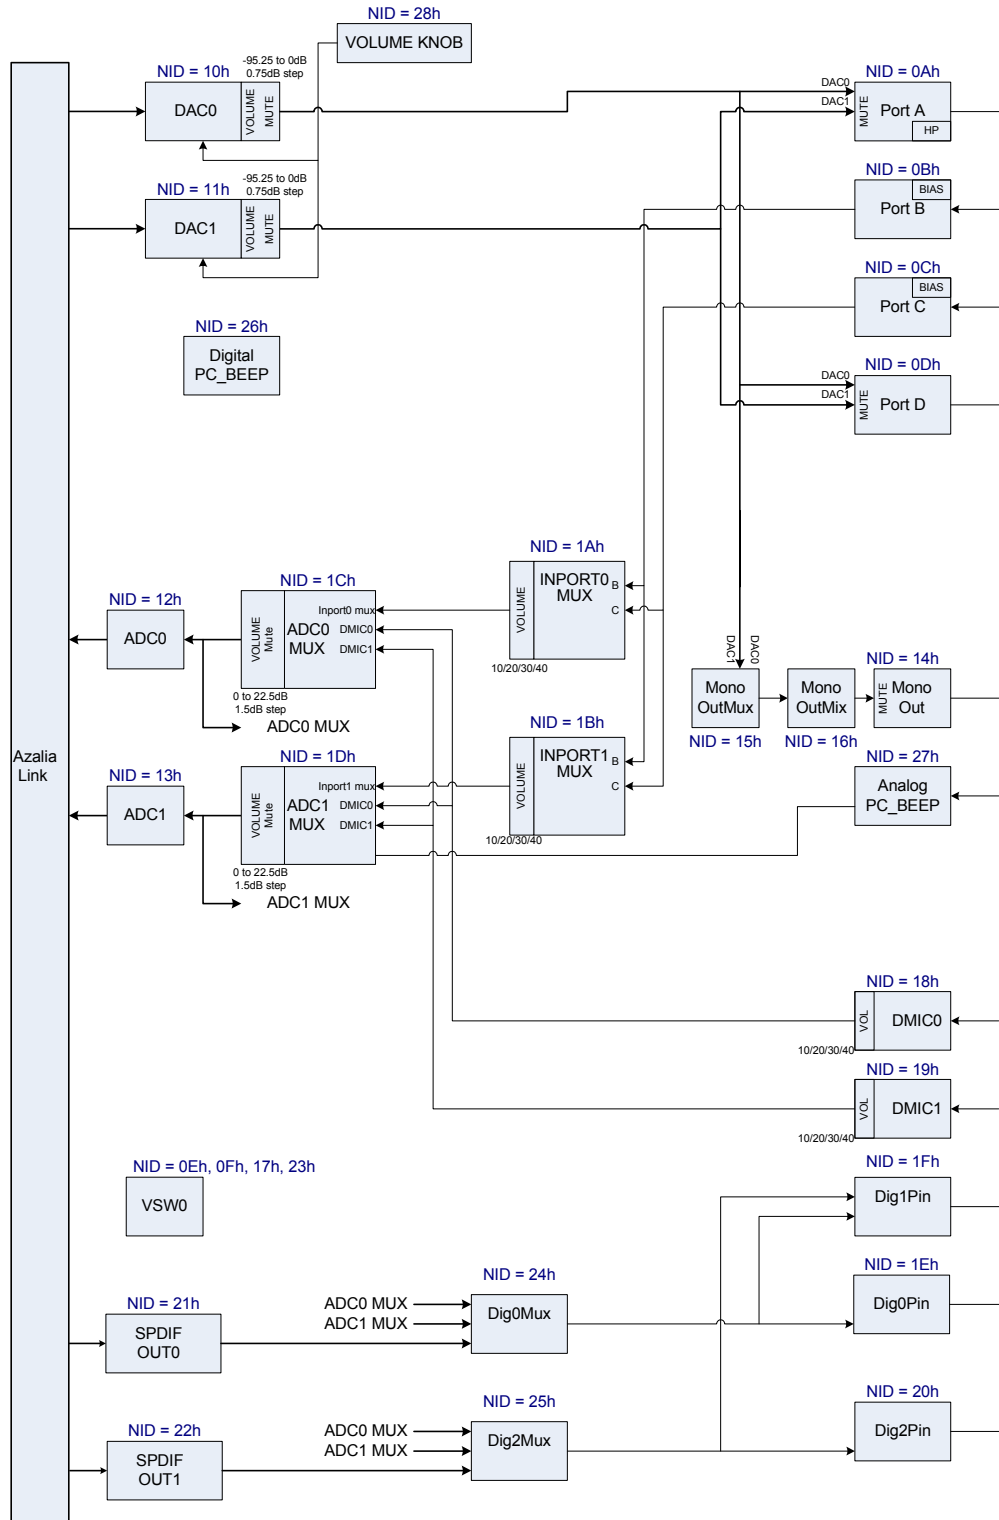 NID = 28h
VOLUME KNOB
NID = 10h
-95.25 to 0dB
0.75dB step
DAC0
VOLUME
MUTE
NID = 0Ah
DAC0
DAC1
MUTE
Port A
HP
NID = 11h
-95.25 to 0dB
0.75dB step
DAC1
VOLUME
MUTE
NID = 0Bh
BIAS
Port B
NID = 0Ch
BIAS
Port C
NID = 26h
Digital
PC_BEEP
NID = 0Dh
DAC0
DAC1
MUTE
Port D
NID = 1Ah
VOLUME
INPORT0
MUX
B
C
10/20/30/40
NID = 1Ch
VOLUME
Mute
Inport0 mux
ADC0
MUX
DMIC0
DMIC1
0 to 22.5dB
1.5dB step
NID = 12h
ADC0
ADC0 MUX
DAC1
DAC0
Mono
OutMux
NID = 15h
Mono
OutMix
NID = 16h
NID = 14h
MUTE
Mono
Out
NID = 1Bh
VOLUME
INPORT1
MUX
B
C
10/20/30/40
NID = 1Dh
VOLUME
Mute
Inport1 mux
ADC1
MUX
DMIC0
DMIC1
0 to 22.5dB
1.5dB step
NID = 27h
Analog
PC_BEEP
Azalia
Link
NID = 13h
ADC1
ADC1 MUX
NID = 18h
VOL
DMIC0
10/20/30/40
NID = 19h
VOL
DMIC1
10/20/30/40
NID = 0Eh, 0Fh, 17h, 23h
VSW0
NID = 1Fh
Dig1Pin
NID = 24h
ADC0 MUX
ADC1 MUX
Dig0Mux
NID = 1Eh
Dig0Pin
NID = 21h
SPDIF
OUT0
NID = 25h
ADC0 MUX
ADC1 MUX
Dig2Mux
NID = 20h
Dig2Pin
NID = 22h
SPDIF
OUT1